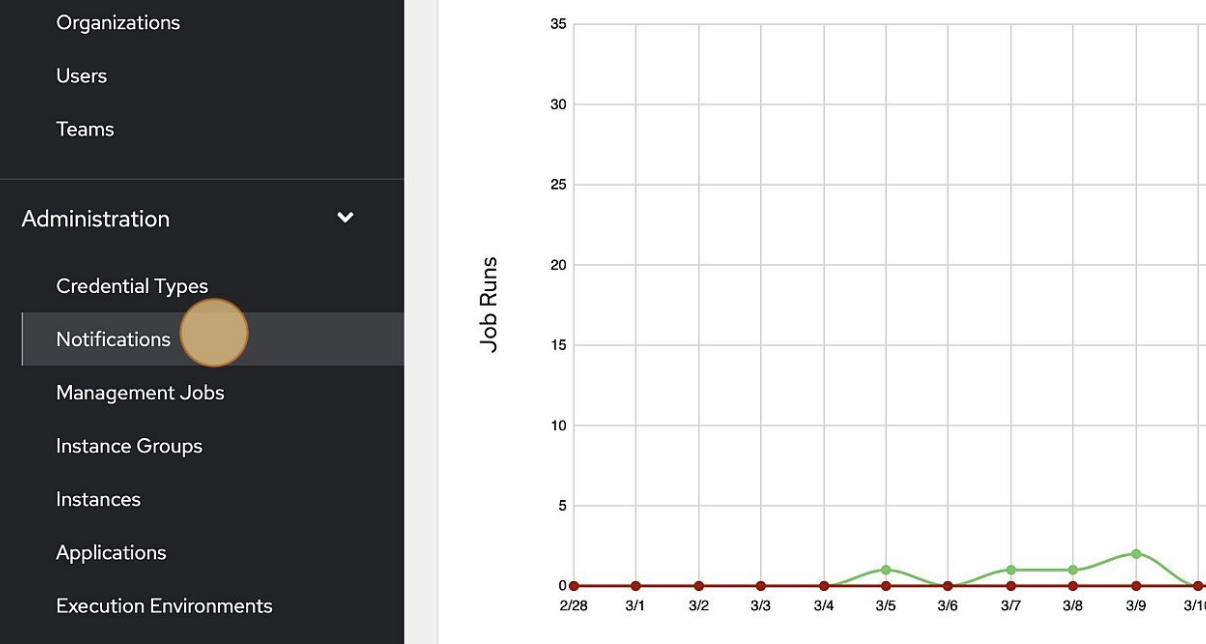 Organizations
Users
Teams
Administration
Credential Types
Notifications
Management Jobs
Instance Groups
Instances
Applications
Execution Environments
Job Runs
35
30
25
20
15
10
5
0
2/28 3/1 3/2 3/3 3/4 3/5 3/6 3/7 3/8 3/9 3/10